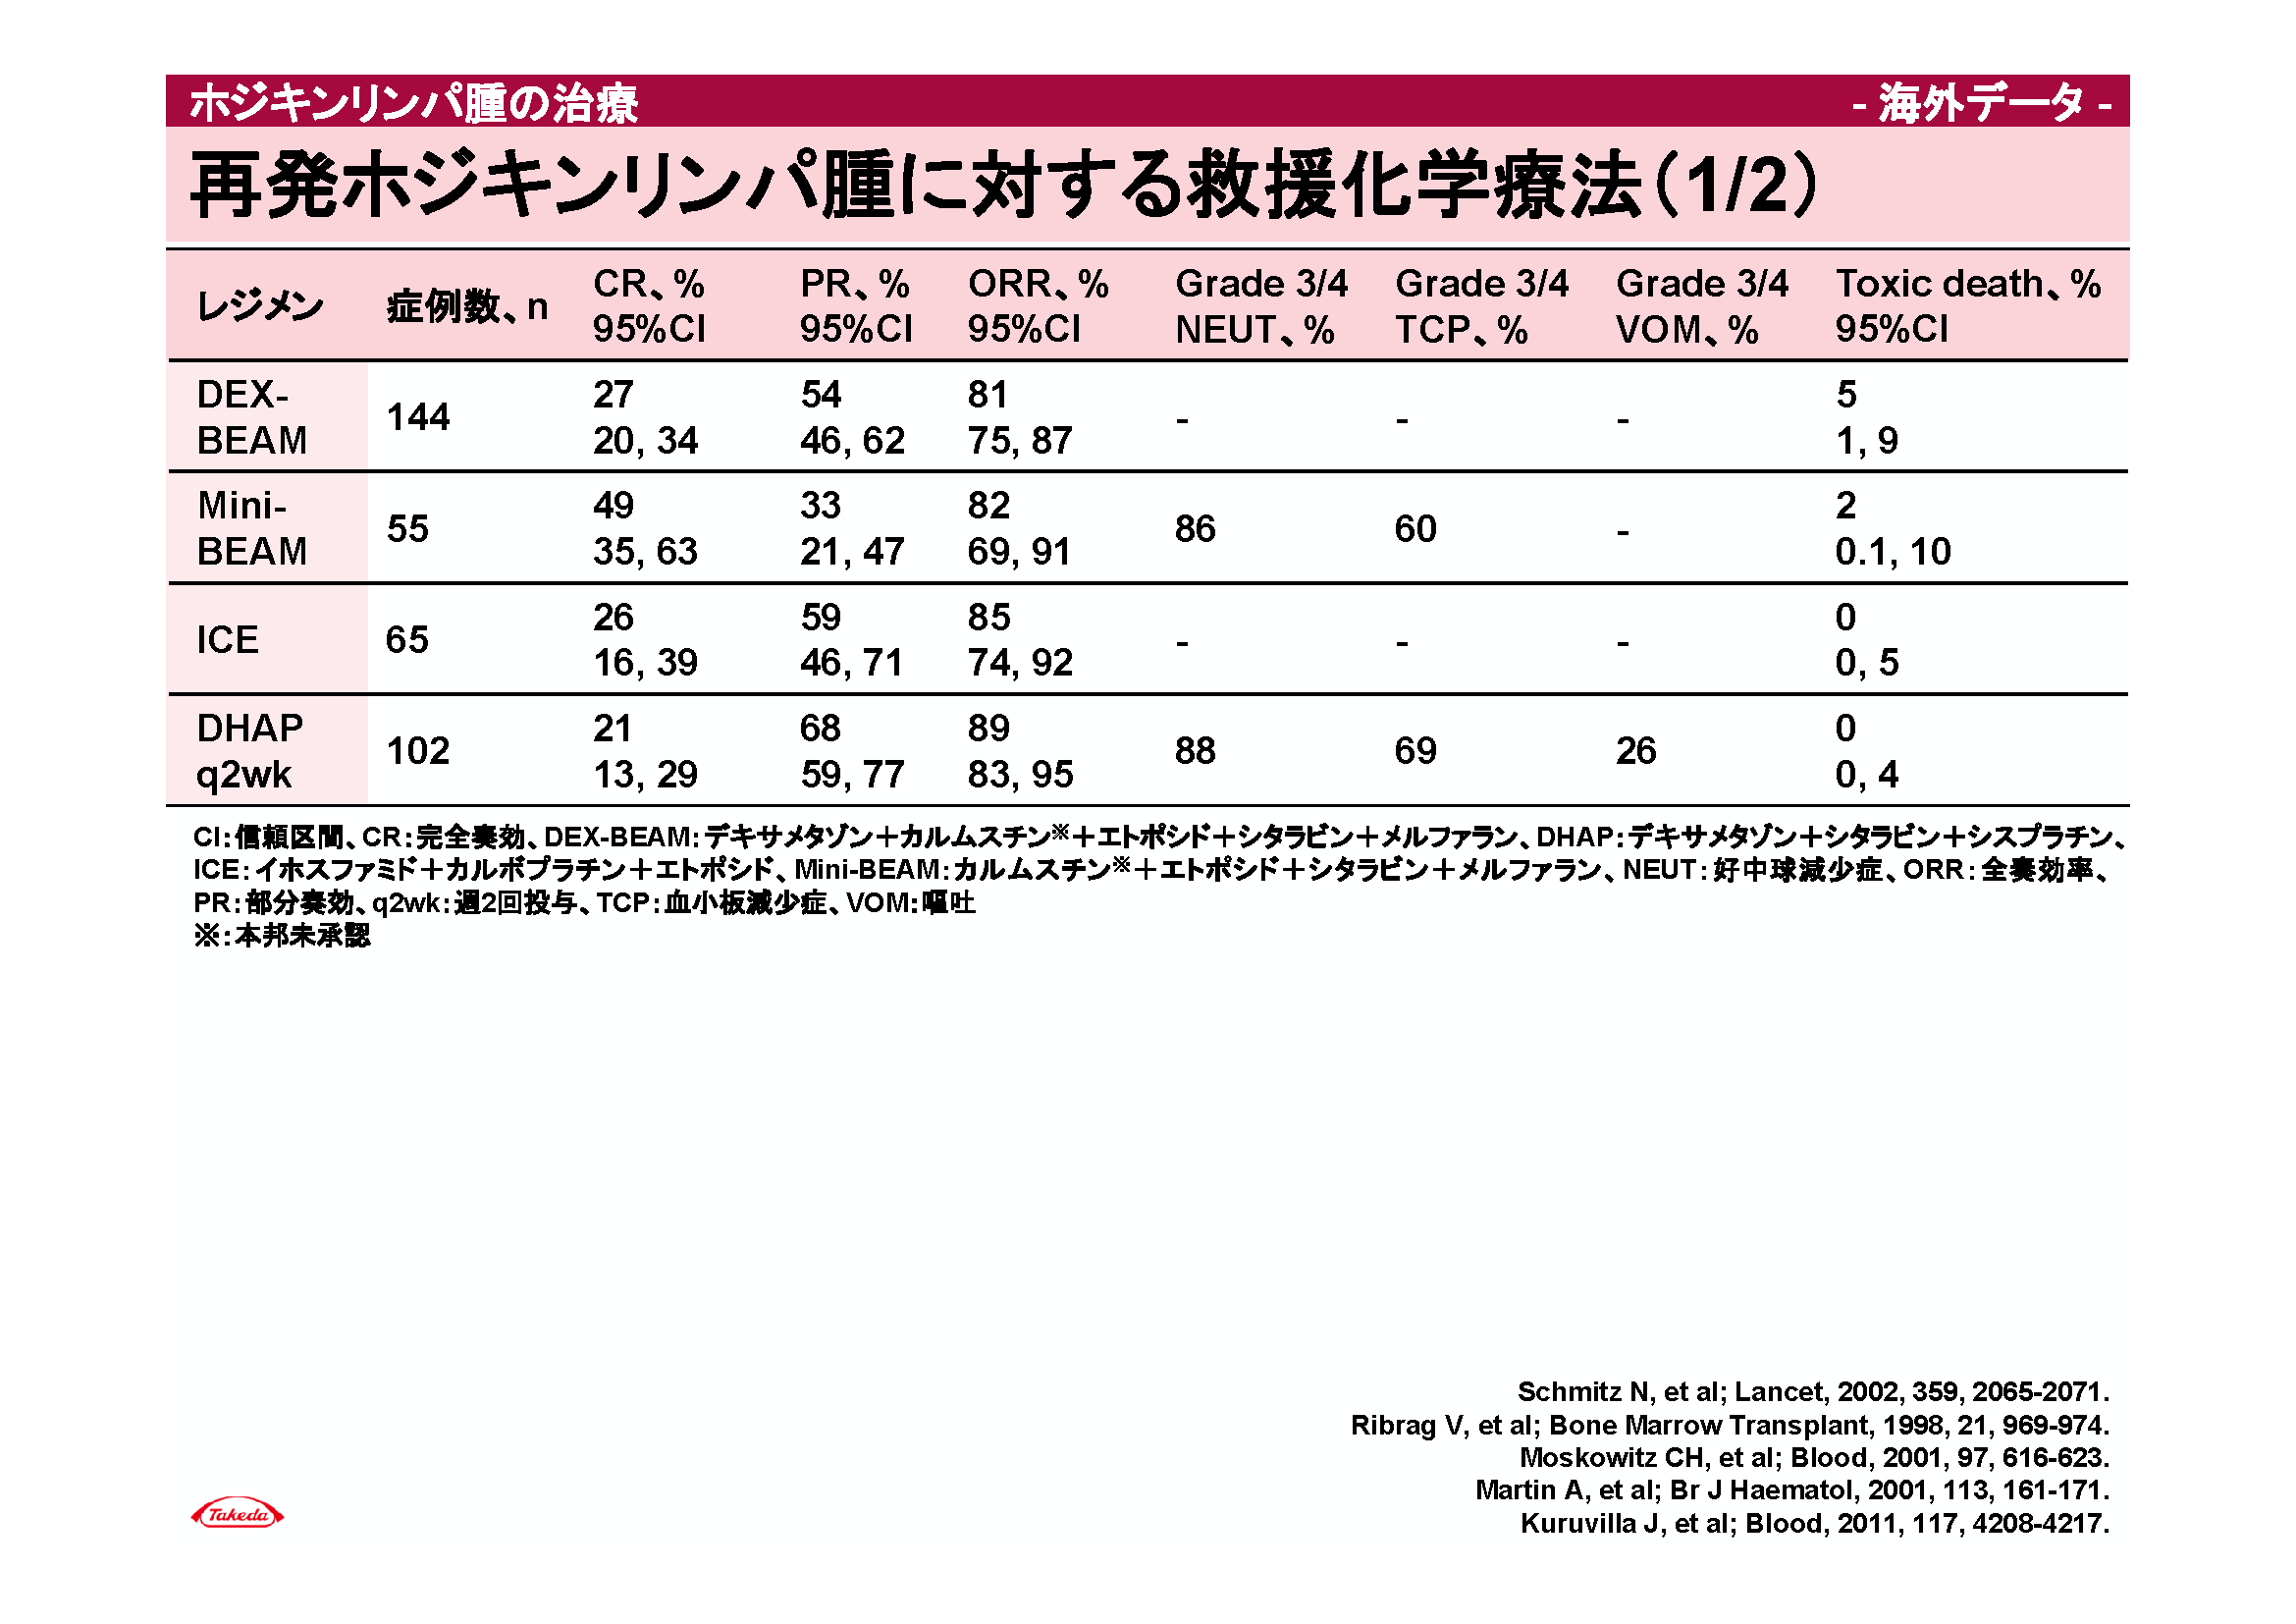 ホジキンリンパ腫の治療 - 海外データ -
再発ホジキンリンパ腫に対する救援化学療法（1/2）
レジメン 症例数、n CR、% 95%CI PR、% 95%CI ORR、% 95%CI Grade 3/4 NEUT、% Grade 3/4 TCP、% Grade 3/4 VOM、% Toxic death、% 95%CI
DEX-BEAM 144 27 20, 34 54 46, 62 81 75, 87 - - - 5 1, 9
Mini-BEAM 55 49 35, 63 33 21, 47 82 69, 91 86 60 - 2 0.1, 10
ICE 65 26 16, 39 59 46, 71 85 74, 92 - - - 0 0, 5
DHAP q2wk 102 21 13, 29 68 59, 77 89 83, 95 88 69 26 0 0, 4
CI：信頼区間、CR：完全奏効、DEX-BEAM：デキサメタゾン＋カルムスチン※＋エトポシド＋シタラビン＋メルファラン、DHAP：デキサメタゾン＋シタラビン＋シスプラチン、
ICE：イホスファミド＋カルボプラチン＋エトポシド、Mini-BEAM：カルムスチン※＋エトポシド＋シタラビン＋メルファラン、NEUT：好中球減少症、ORR：全奏効率、
PR：部分奏効、q2wk：週2回投与、TCP：血小板減少症、VOM：嘔吐
※：本邦未承認
Schmitz N, et al; Lancet, 2002, 359, 2065-2071.
Ribrag V, et al; Bone Marrow Transplant, 1998, 21, 969-974.
Moskowitz CH, et al; Blood, 2001, 97, 616-623.
Martin A, et al; Br J Haematol, 2001, 113, 161-171.
Kuruvilla J, et al; Blood, 2011, 117, 4208-4217.
Takeda